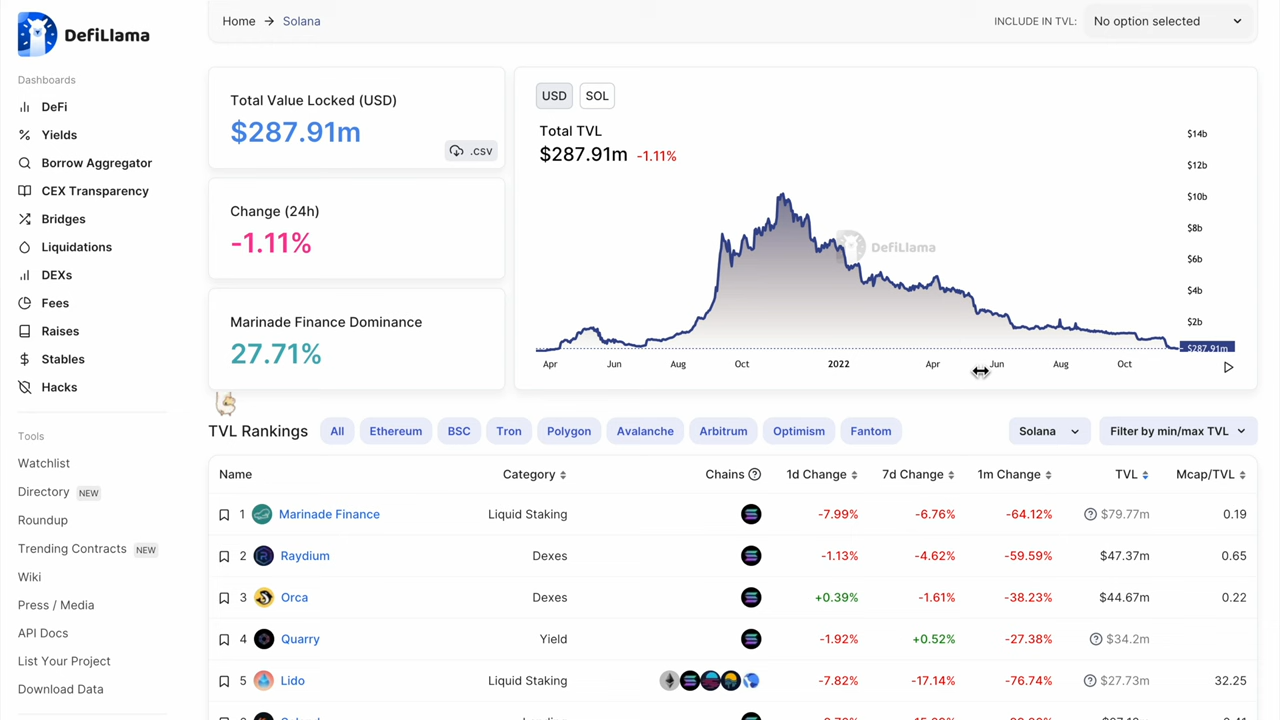 DefiLlama
Dashboards
DeFi
Yields
Borrow Aggregator
CEX Transparency
Bridges
Liquidations
DEXs
Fees
Raises
Stables
Hacks
Tools
Watchlist
Directory NEW
Roundup
Trending Contracts NEW
Wiki
Press / Media
API Docs
List Your Project
Download Data
Home → Solana
INCLUDE IN TVL: No option selected
Total Value Locked (USD)
$287.91m
.csv
Change (24h)
-1.11%
Marinade Finance Dominance
27.71%
USD SOL
Total TVL
$287.91m -1.11%
DefiLlama
$14b
$12b
$10b
$8b
$6b
$4b
$2b
$287.91m
Apr Jun Aug Oct 2022 Apr Jun Aug Oct
TVL Rankings All Ethereum BSC Tron Polygon Avalanche Arbitrum Optimism Fantom Solana Filter by min/max TVL
Name Category Chains 1d Change 7d Change 1m Change TVL Mcap/TVL
1 Marinade Finance Liquid Staking -7.99% -6.76% -64.12% $79.77m 0.19
2 Raydium Dexes -1.13% -4.62% -59.59% $47.37m 0.65
3 Orca Dexes +0.39% -1.61% -38.23% $44.67m 0.22
4 Quarry Yield -1.92% +0.52% -27.38% $34.2m
5 Lido Liquid Staking -7.82% -17.14% -76.74% $27.73m 32.25